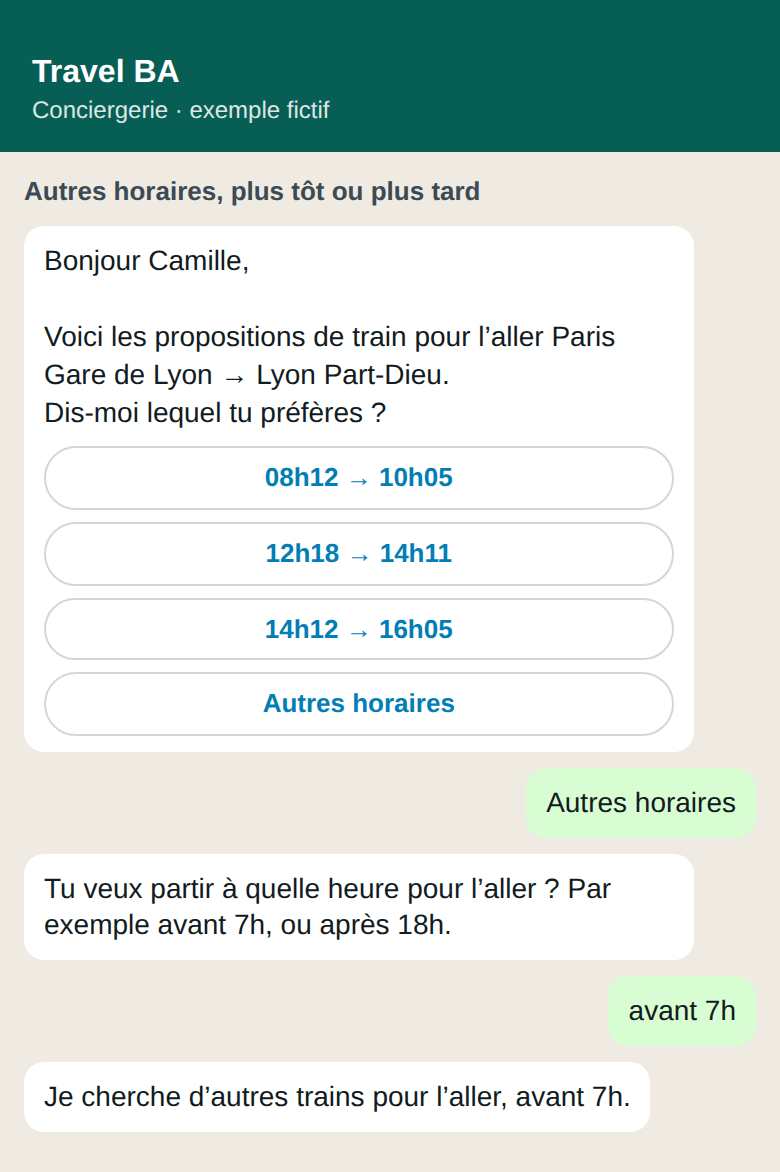 Travel BA
Conciergerie · exemple fictif
Autres horaires, plus tôt ou plus tard
Bonjour Camille,
Voici les propositions de train pour l’aller Paris
Gare de Lyon → Lyon Part-Dieu.
Dis-moi lequel tu préfères ?
08h12 → 10h05
12h18 → 14h11
14h12 → 16h05
Autres horaires
Autres horaires
Tu veux partir à quelle heure pour l’aller ? Par
exemple avant 7h, ou après 18h.
avant 7h
Je cherche d’autres trains pour l’aller, avant 7h.